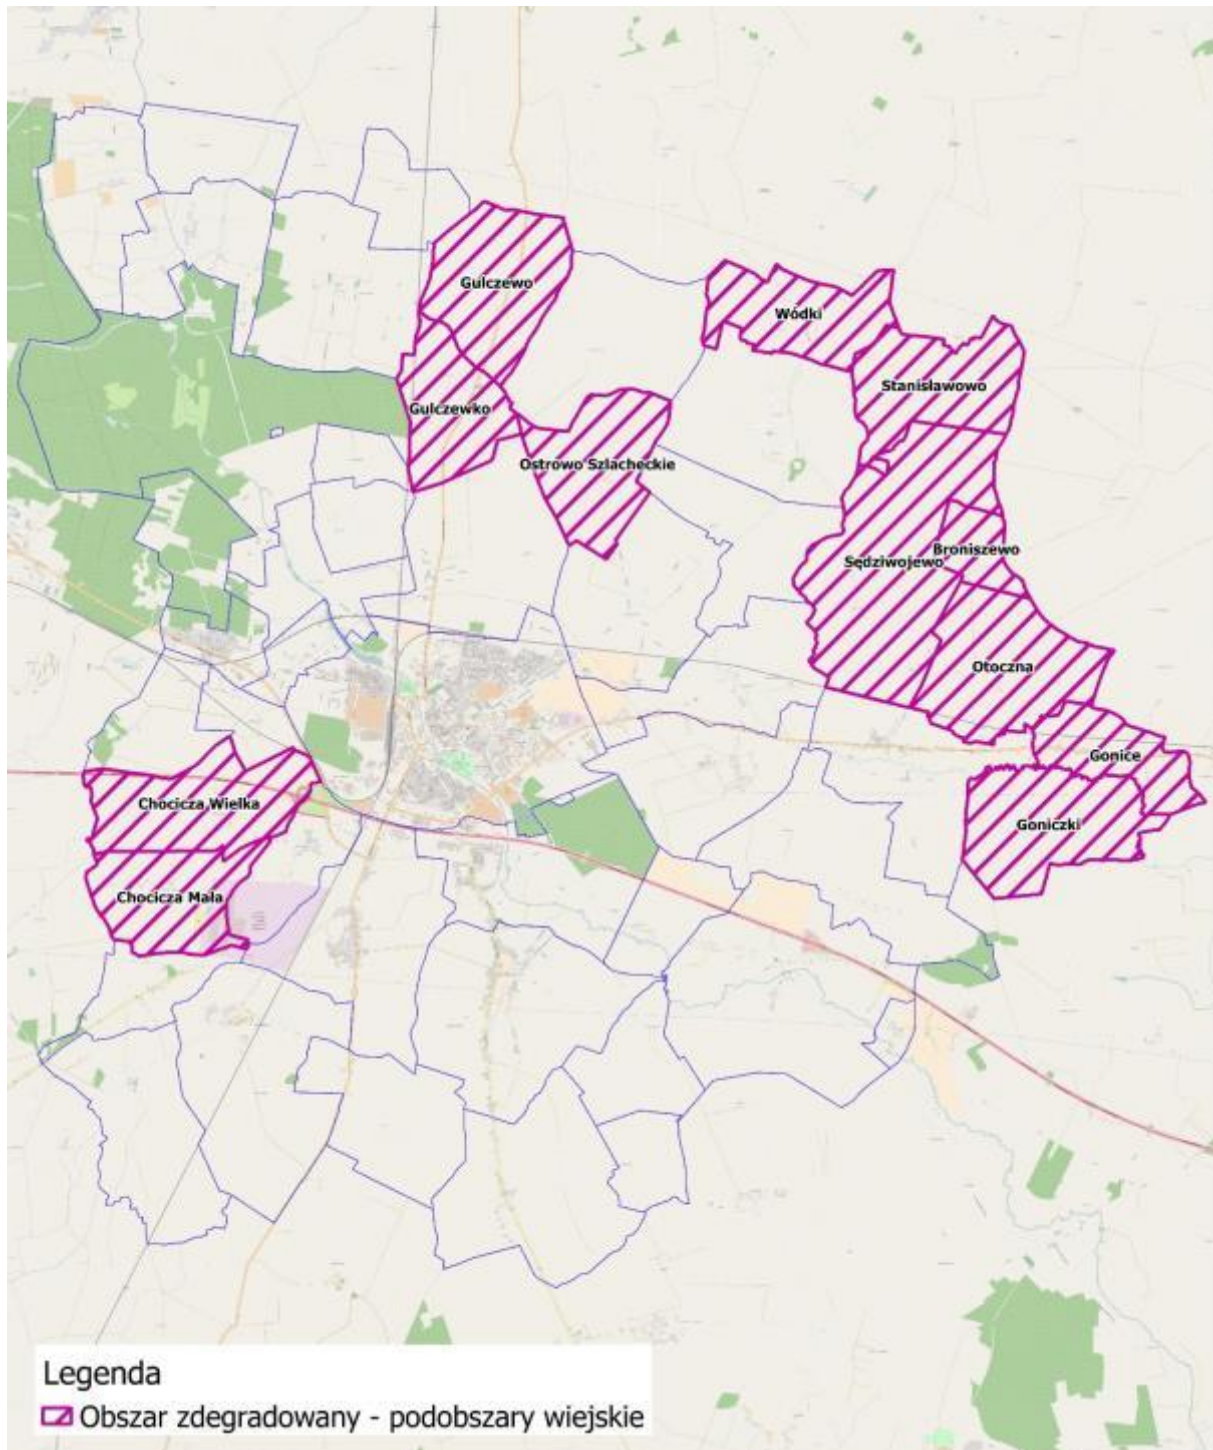 Gulczewo
Wódki
Stanisławowo
Gulczewko
Ostrowo Szlacheckie
Broniszewo
Sędziwojewo
Otoczna
Gonice
Chocicza Wielka
Goniczki
Chocicza Mała
Legenda
Obszar zdegradowany - podobszary wiejskie